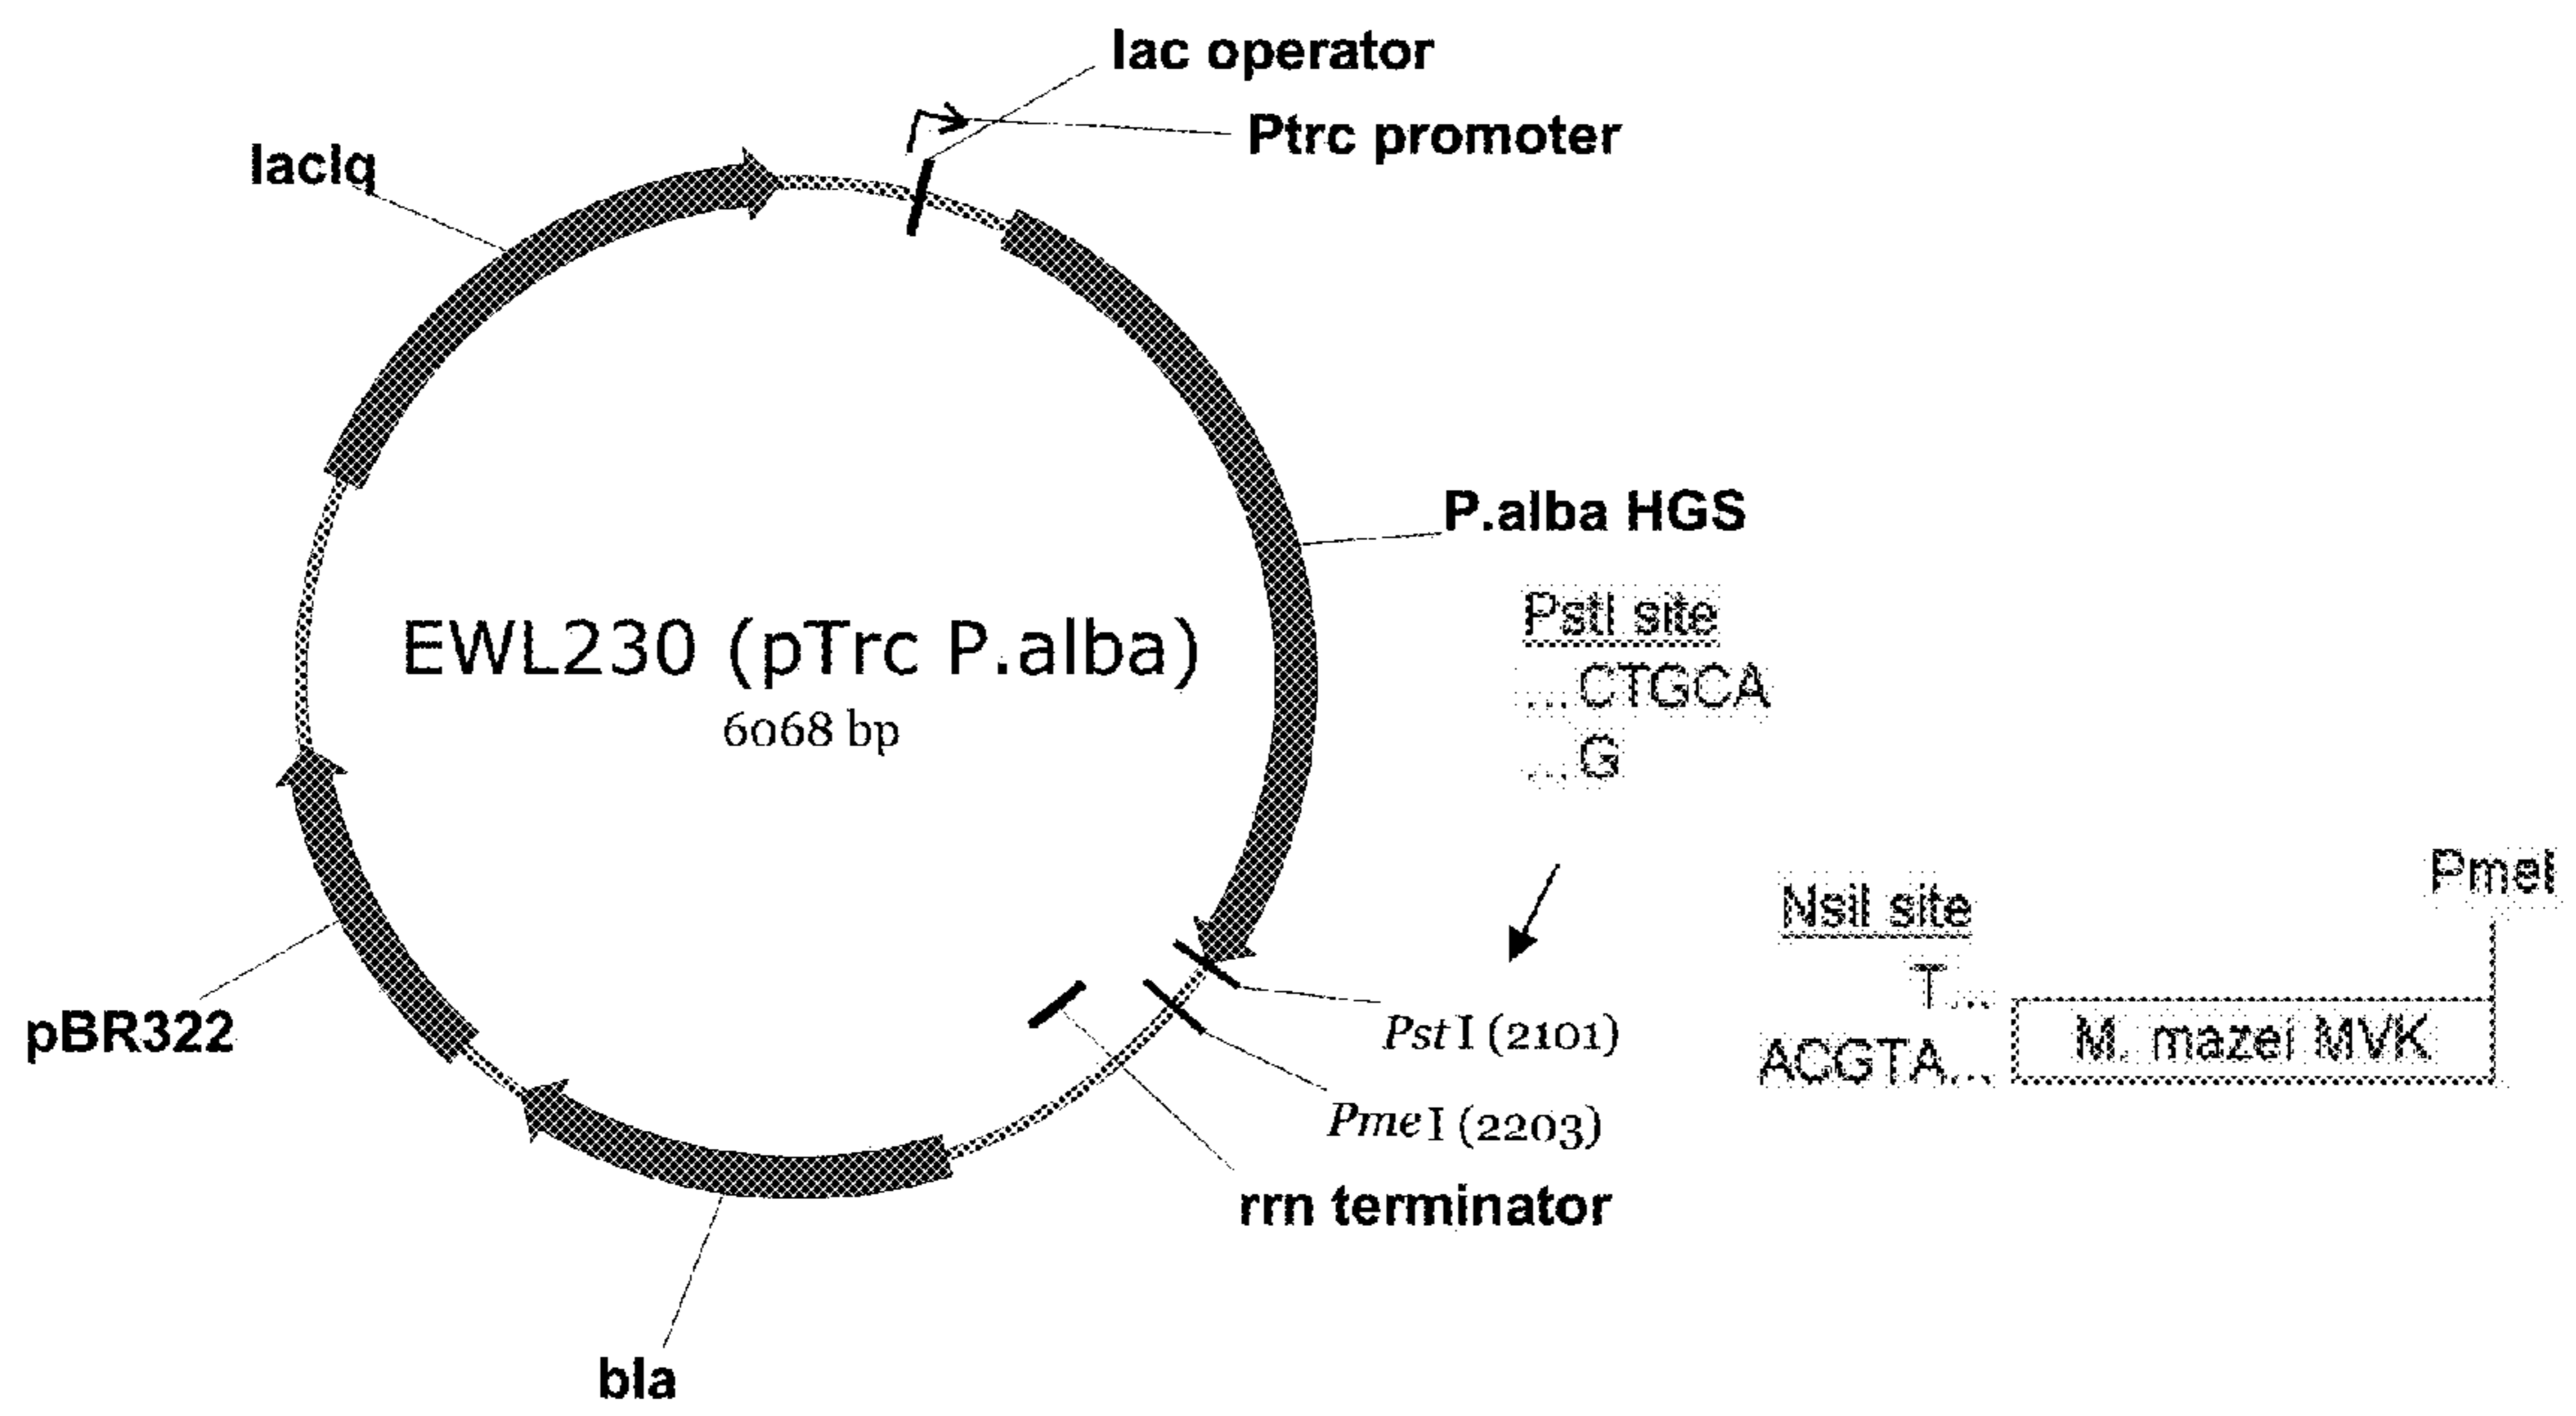 lac operator
Ptrc promoter
lacIq
P.alba HGS
PstI site
...CTGCA
...G
EWL230 (pTrc P.alba)
6068 bp
PmeI
NsiI site
T...
ACGTA...
M. mazei MVK
pBR322
PstI (2101)
PmeI (2203)
rrn terminator
bla